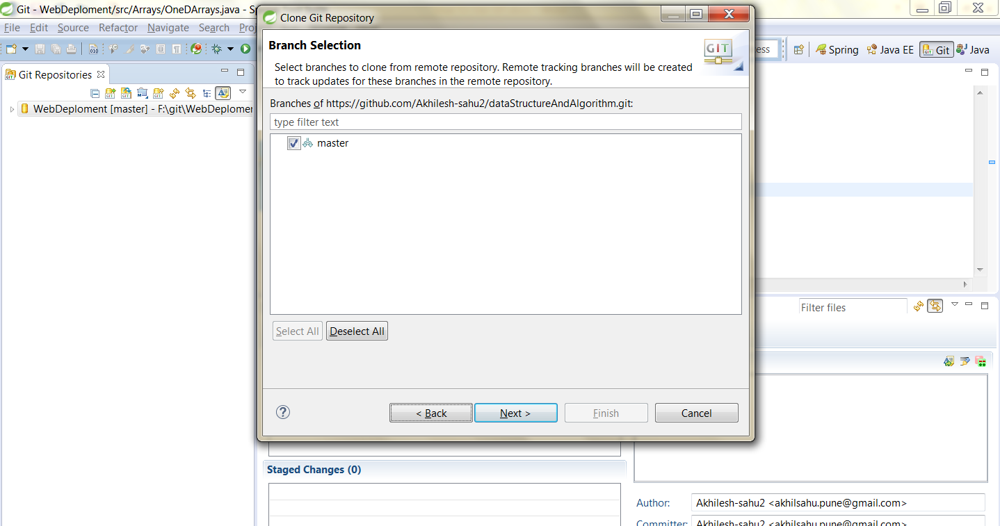 Git - WebDeploment/src/Arrays/OneDArrays.java - S
Clone Git Repository
File Edit Source Refactor Navigate Search
010
ess
Spring
Java EE
Git
Java
Git Repositories
WebDeploment [master] - F:\git\WebDeplomer
Branch Selection
GIT
Select branches to clone from remote repository. Remote tracking branches will be created
to track updates for these branches in the remote repository.
Branches of https://github.com/Akhilesh-sahu2/dataStructureAndAlgorithm.git:
type filter text
master
Select All
Deselect All
Filter files
?
< Back
Next >
Finish
Cancel
Staged Changes (0)
Author:
Akhilesh-sahu2 <akhilsahu.pune@gmail.com>
Committer:
Akhilesh-sahu2 <akhilsahu.pune@gmail.com>